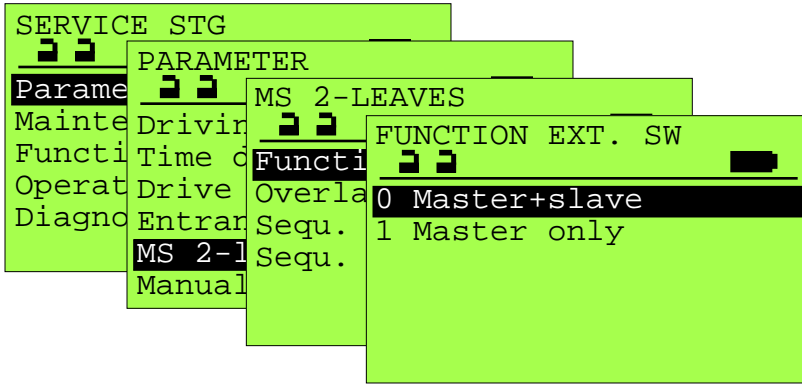 SERVICE STG
Parame
Mainte
Functi
Operat
Diagno
PARAMETER
Drivin
Time d
Drive
Entran
MS 2-l
Manual
MS 2-LEAVES
Functi
Overla
Sequ.
Sequ.
FUNCTION EXT. SW
0 Master+slave
1 Master only